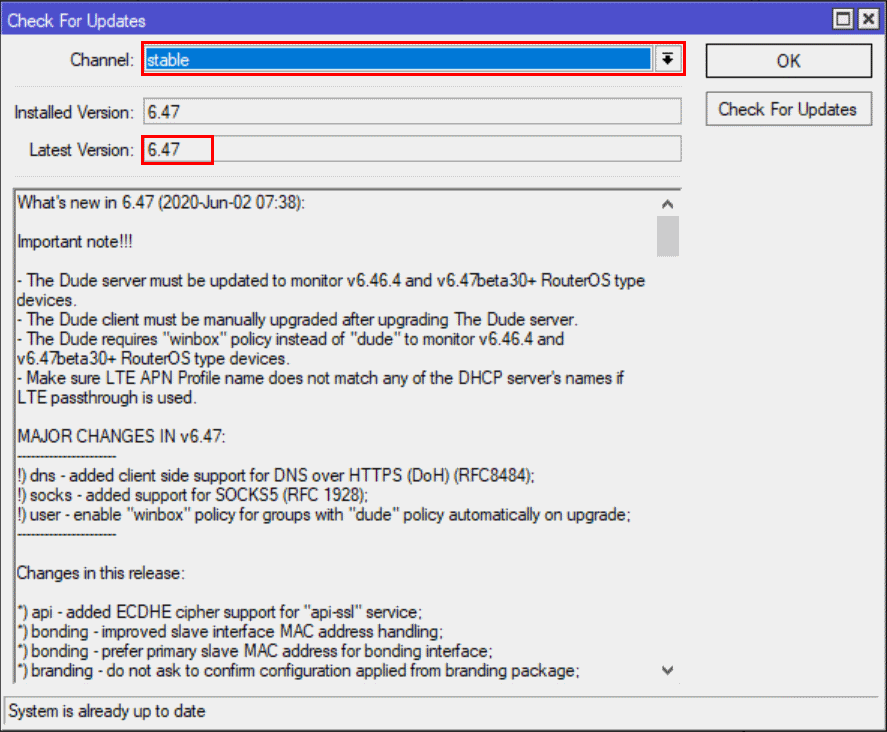 Check For Updates
Channel: stable
OK
Installed Version: 6.47
Check For Updates
Latest Version: 6.47
What's new in 6.47 (2020-Jun-02 07:38):
Important note!!!
- The Dude server must be updated to monitor v6.46.4 and v6.47beta30+ RouterOS type
devices.
- The Dude client must be manually upgraded after upgrading The Dude server.
- The Dude requires "winbox" policy instead of "dude" to monitor v6.46.4 and
v6.47beta30+ RouterOS type devices.
- Make sure LTE APN Profile name does not match any of the DHCP server's names if
LTE passthrough is used.
MAJOR CHANGES IN v6.47:
----------------------
!) dns - added client side support for DNS over HTTPS (DoH) (RFC8484);
!) socks - added support for SOCKS5 (RFC 1928);
!) user - enable "winbox" policy for groups with "dude" policy automatically on upgrade;
----------------------
Changes in this release:
*) api - added ECDHE cipher support for "api-ssl" service;
*) bonding - improved slave interface MAC address handling;
*) bonding - prefer primary slave MAC address for bonding interface;
*) branding - do not ask to confirm configuration applied from branding package;
System is already up to date